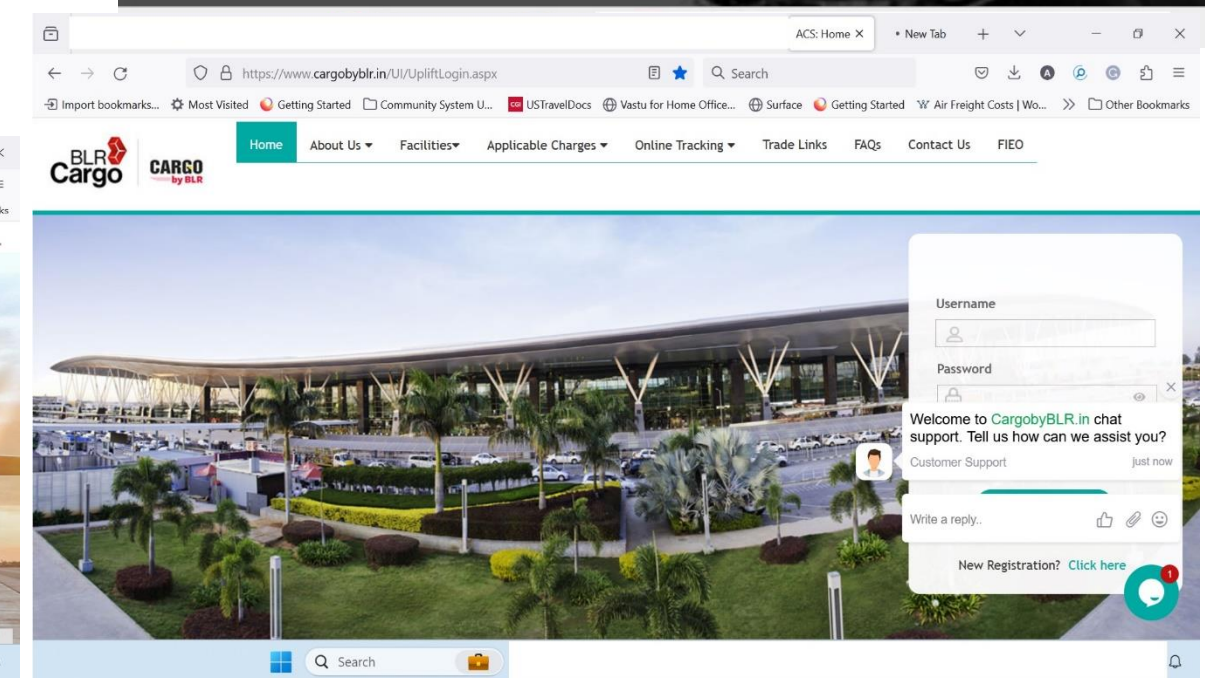 ACS: Home
New Tab
https://www.cargobyblr.in/UI/UpliftLogin.aspx
Search
Import bookmarks...
Most Visited
Getting Started
Community System U...
CGI
USTravelDocs
Vastu for Home Office...
Surface
Getting Started
Air Freight Costs | Wo...
Other Bookmarks
BLR
Cargo
CARGO
by BLR
Home
About Us
Facilities
Applicable Charges
Online Tracking
Trade Links
FAQs
Contact Us
FIEO
ks
Username
Password
Welcome to CargobyBLR.in chat
support. Tell us how can we assist you?
Customer Support
just now
Write a reply..
New Registration? Click here
1
Search